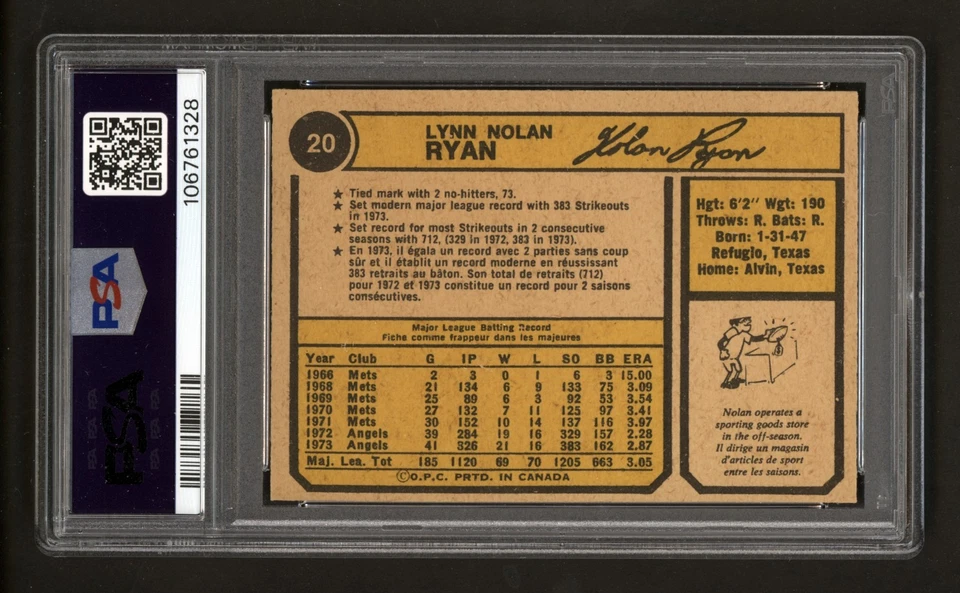 106761328
PSA
PSA
20
LYNN NOLAN
RYAN
Nolan Ryan
★ Tied mark with 2 no-hitters, 73.
★ Set modern major league record with 383 Strikeouts
in 1973.
★ Set record for most Strikeouts in 2 consecutive
seasons with 712, (329 in 1972, 383 in 1973).
★ En 1973, il égala un record avec 2 parties sans coup
sûr et il établit un record moderne en réussissant
383 retraits au bâton. Son total de retraits (712)
pour 1972 et 1973 constitue un record pour 2 saisons
consécutives.
Hgt: 6'2" Wgt: 190
Throws: R. Bats: R.
Born: 1-31-47
Refugio, Texas
Home: Alvin, Texas
Major League Batting Record
Fiche comme frappeur dans les majeures
Year Club G IP W L SO BB ERA
1966 Mets 2 3 0 1 6 3 15.00
1968 Mets 21 134 6 9 133 75 3.09
1969 Mets 25 89 6 3 92 53 3.54
1970 Mets 27 132 7 11 125 97 3.41
1971 Mets 30 152 10 14 137 116 3.97
1972 Angels 39 284 19 16 329 157 2.28
1973 Angels 41 326 21 16 383 162 2.87
Maj. Lea. Tot 185 1120 69 70 1205 663 3.05
©O.P.C. PRTD. IN CANADA
Nolan operates a
sporting goods store
in the off-season.
Il dirige un magasin
d'articles de sport
entre les saisons.